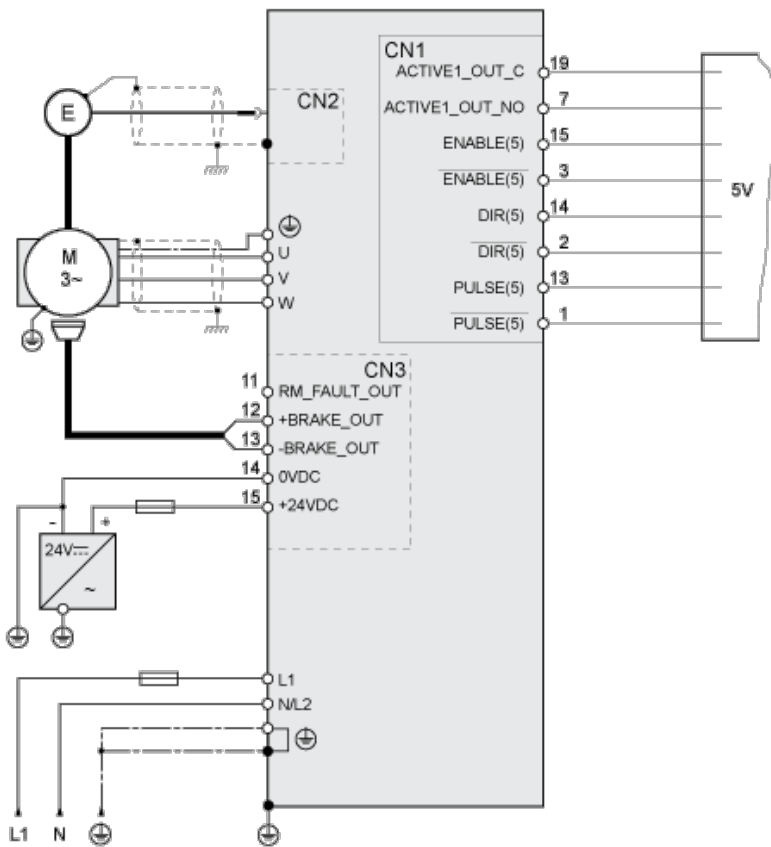 CN1
ACTIVE1_OUT_C 19
ACTIVE1_OUT_NO 7
ENABLE(5) 15
ENABLE(5) 3
DIR(5) 14
DIR(5) 2
PULSE(5) 13
PULSE(5) 1
5V
E
CN2
M
3~
U
V
W
CN3
11 RM_FAULT_OUT
12 +BRAKE_OUT
13 -BRAKE_OUT
14 0VDC
15 +24VDC
- +
24V
~
L1
N/L2
L1 N